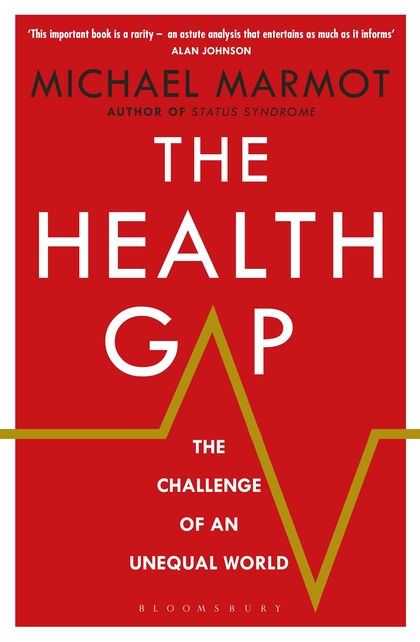 'This important book is a rarity – an astute analysis that entertains as much as it informs'
ALAN JOHNSON
MICHAEL MARMOT
AUTHOR OF STATUS SYNDROME
THE
HEALTH
GAP
THE
CHALLENGE
OF AN
UNEQUAL WORLD
BLOOMSBURY